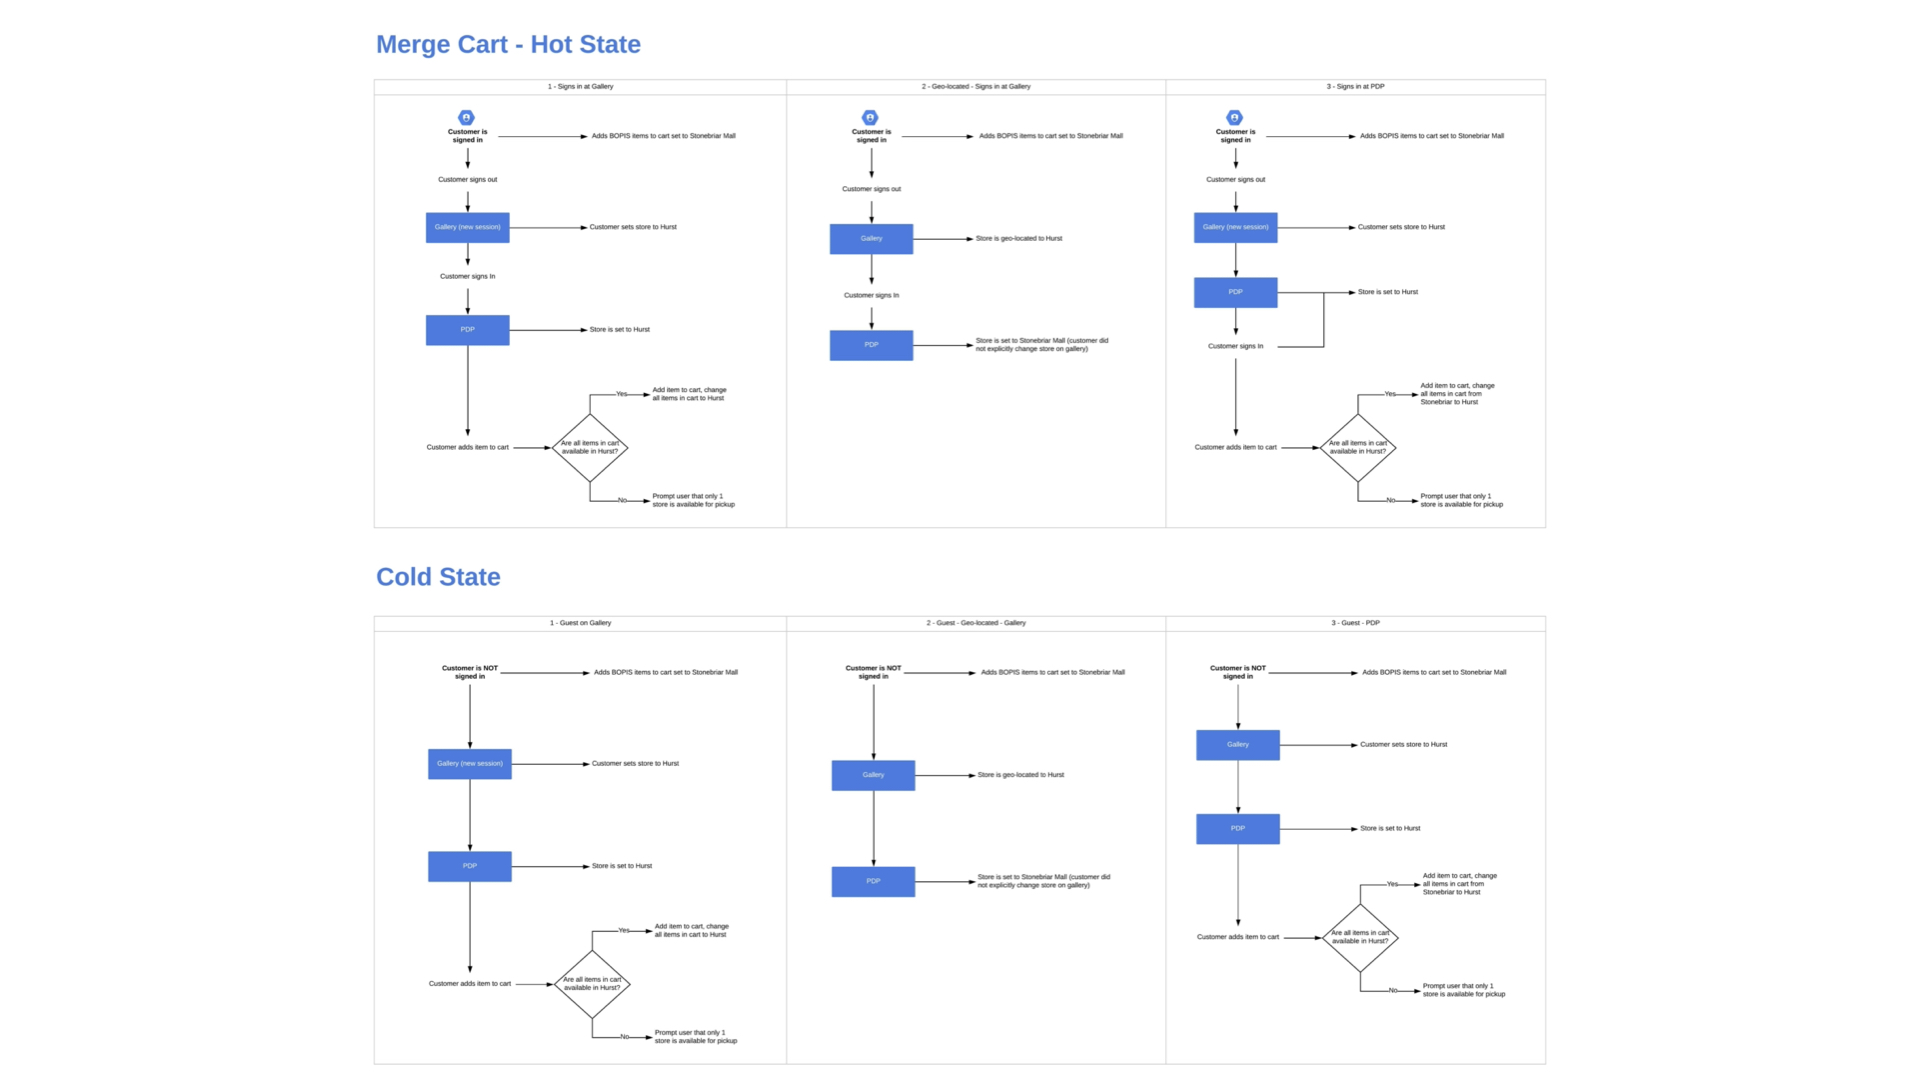 Merge Cart - Hot State
1 - Signs in at Gallery
Customer is
signed in
Adds BOPIS items to cart set to Stonebriar Mall
Customer signs out
Gallery (new session)
Customer sets store to Hurst
Customer signs In
PDP
Store is set to Hurst
Customer adds item to cart
Are all items in cart
available in Hurst?
Yes
Add item to cart, change
all items in cart to Hurst
No
Prompt user that only 1
store is available for pickup
2 - Geo-located - Signs in at Gallery
Customer is
signed in
Adds BOPIS items to cart set to Stonebriar Mall
Customer signs out
Gallery
Store is geo-located to Hurst
Customer signs In
PDP
Store is set to Stonebriar Mall (customer did
not explicitly change store on gallery)
3 - Signs in at PDP
Customer is
signed in
Adds BOPIS items to cart set to Stonebriar Mall
Customer signs out
Gallery (new session)
Customer sets store to Hurst
PDP
Store is set to Hurst
Customer signs In
Customer adds item to cart
Are all items in cart
available in Hurst?
Yes
Add item to cart, change
all items in cart from
Stonebriar to Hurst
No
Prompt user that only 1
store is available for pickup
Cold State
1 - Guest on Gallery
Customer is NOT
signed in
Adds BOPIS items to cart set to Stonebriar Mall
Gallery (new session)
Customer sets store to Hurst
PDP
Store is set to Hurst
Customer adds item to cart
Are all items in cart
available in Hurst?
Yes
Add item to cart, change
all items in cart to Hurst
No
Prompt user that only 1
store is available for pickup
2 - Guest - Geo-located - Gallery
Customer is NOT
signed in
Adds BOPIS items to cart set to Stonebriar Mall
Gallery
Store is geo-located to Hurst
PDP
Store is set to Stonebriar Mall (customer did
not explicitly change store on gallery)
3 - Guest - PDP
Customer is NOT
signed in
Adds BOPIS items to cart set to Stonebriar Mall
Gallery
Customer sets store to Hurst
PDP
Store is set to Hurst
Customer adds item to cart
Are all items in cart
available in Hurst?
Yes
Add item to cart, change
all items in cart from
Stonebriar to Hurst
No
Prompt user that only 1
store is available for pickup